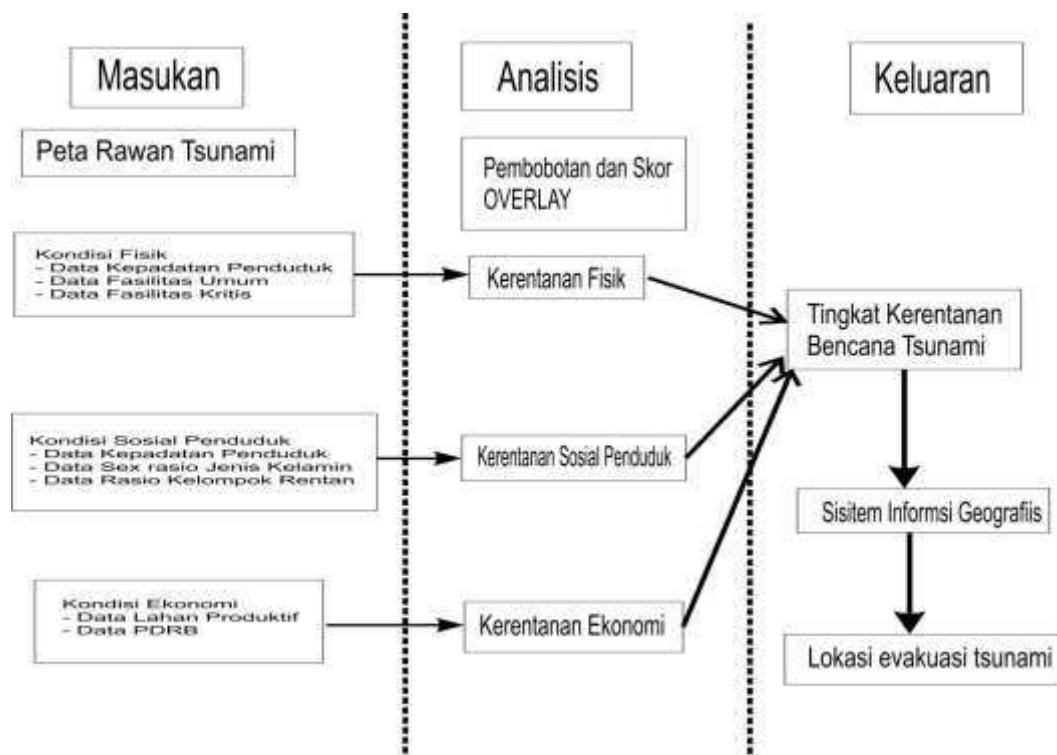 Masukan
Peta Rawan Tsunami
Kondisi Fisik
- Data Kepadatan Penduduk
- Data Fasilitas Umum
- Data Fasilitas Kritis
Kondisi Sosial Penduduk
- Data Kepadatan Penduduk
- Data Sex rasio Jenis Kelamin
- Data Rasio Kelompok Rentan
Kondisi Ekonomi
- Data Lahan Produktif
- Data PDRB
Analisis
Pembobotan dan Skor
OVERLAY
Kerentanan Fisik
Kerentanan Sosial Penduduk
Kerentanan Ekonomi
Keluaran
Tingkat Kerentanan
Bencana Tsunami
Sisitem Informsi Geografiis
Lokasi evakuasi tsunami